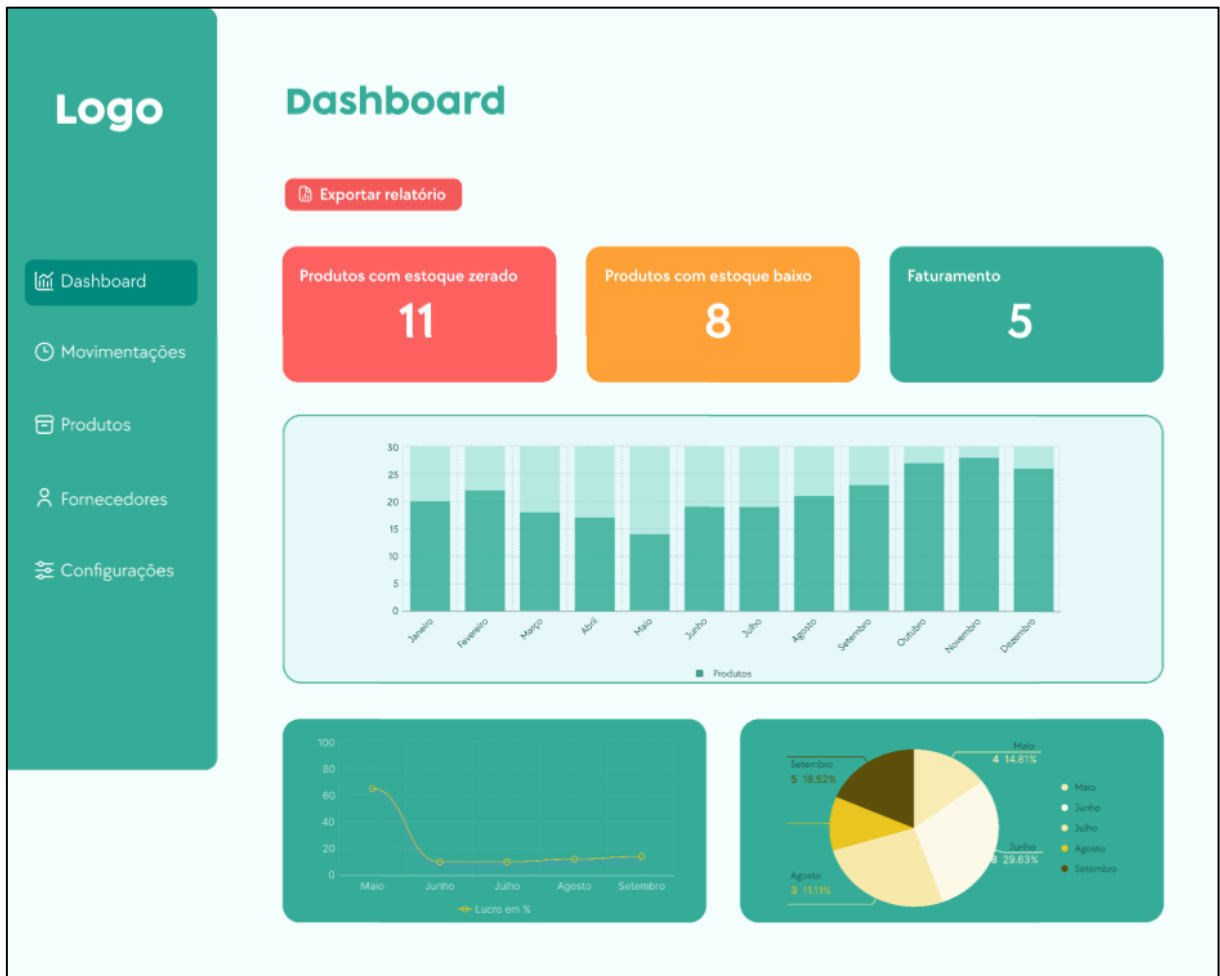 Logo
Dashboard
Movimentações
Produtos
Fornecedores
Configurações
Dashboard
Exportar relatório
Produtos com estoque zerado
11
Produtos com estoque baixo
8
Faturamento
5
30
25
20
15
10
5
0
Janeiro
Fevereiro
Março
Abril
Maio
Junho
Julho
Agosto
Setembro
Outubro
Novembro
Dezembro
Produtos
100
80
60
40
20
0
Maio
Junho
Julho
Agosto
Setembro
Lucro em %
Setembro
5 18.52%
Maio
4 14.81%
Junho
8 29.63%
Agosto
3 11.11%
Maio
Junho
Julho
Agosto
Setembro